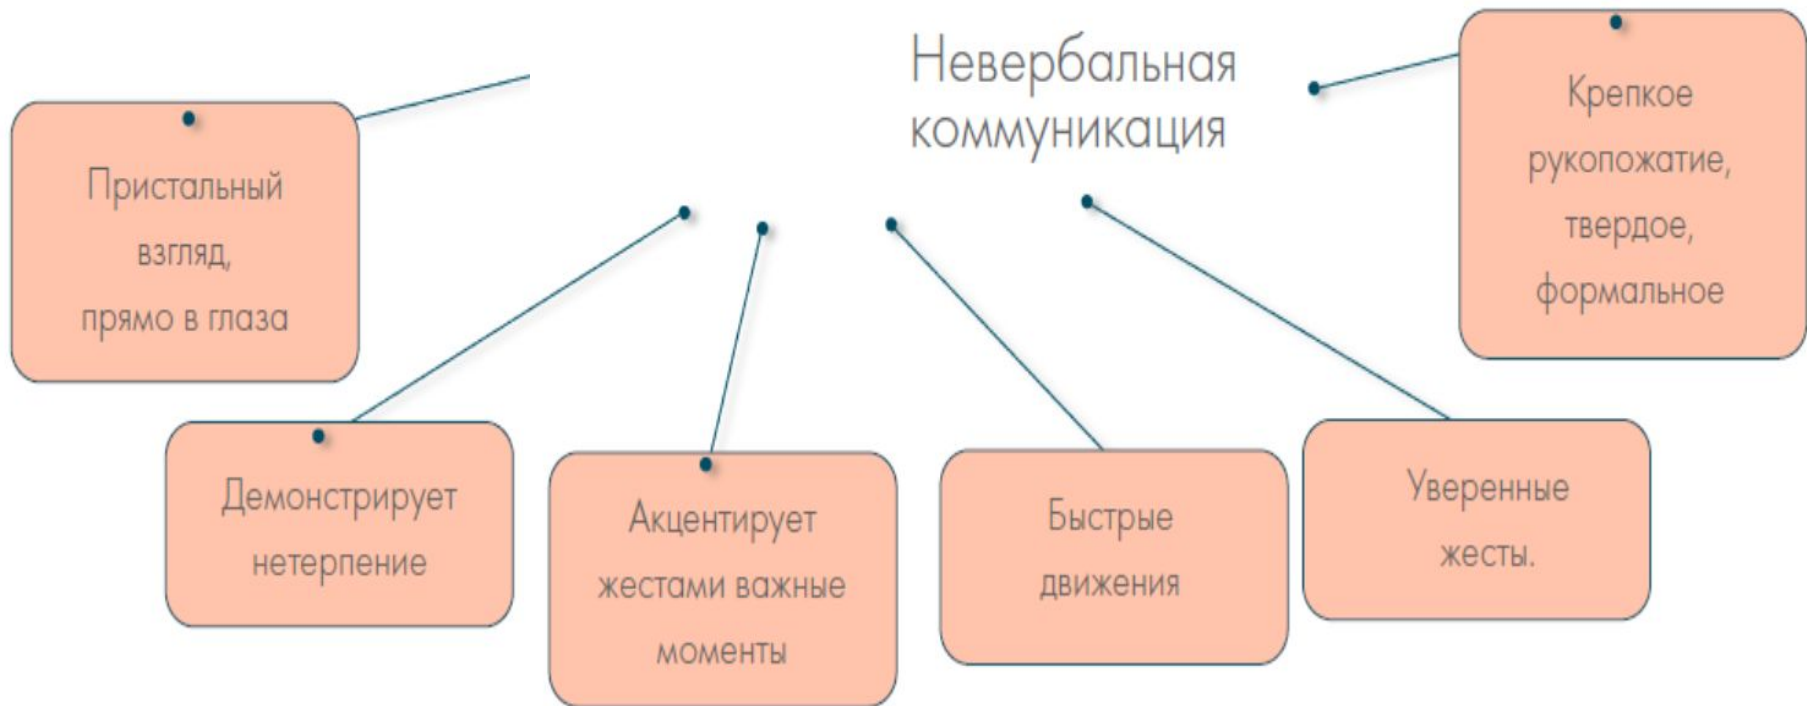 Невербальная
коммуникация
Пристальный
взгляд,
прямо в глаза
Демонстрирует
нетерпение
Акцентирует
жестами важные
моменты
Быстрые
движения
Уверенные
жесты.
Крепкое
рукопожатие,
твердое,
формальное